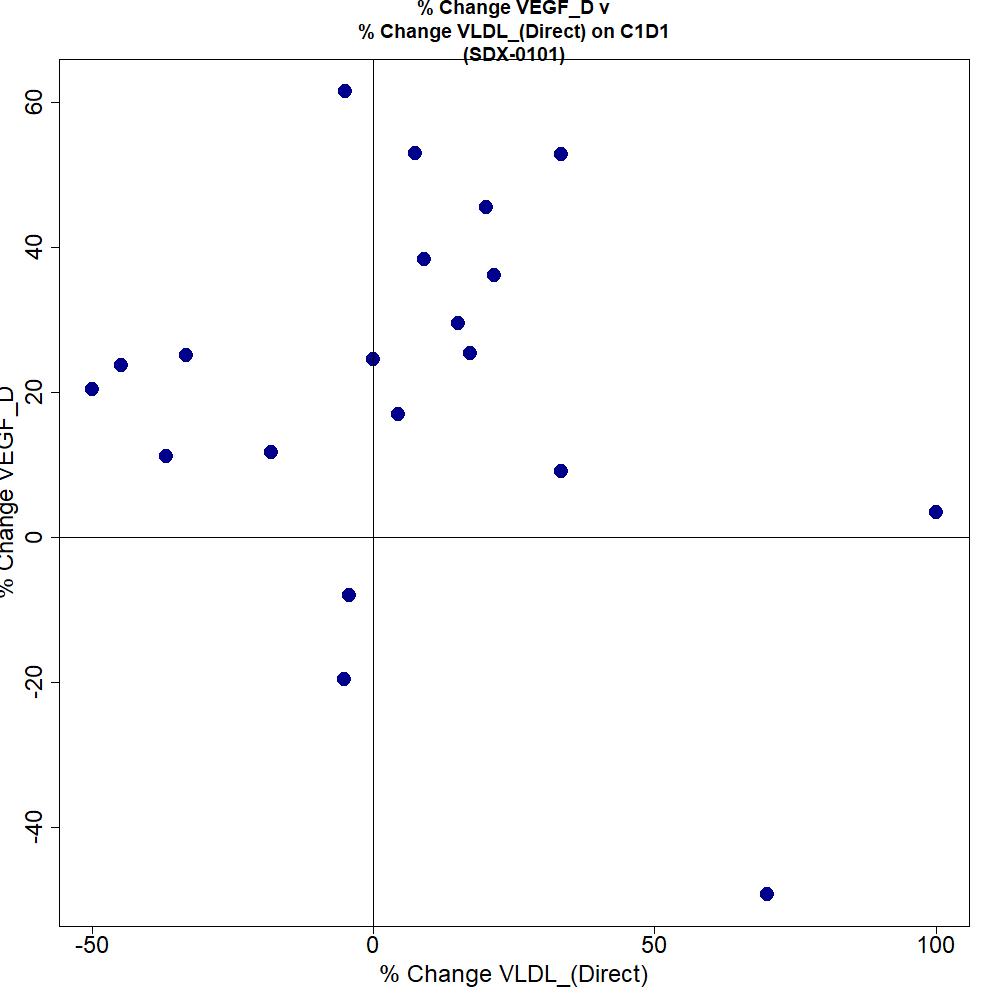 % Change VEGF_D v
% Change VLDL_(Direct) on C1D1
(SDX-0101)
60
40
20
0
-20
-40
% Change VEGF_D
-50
0
50
100
% Change VLDL_(Direct)